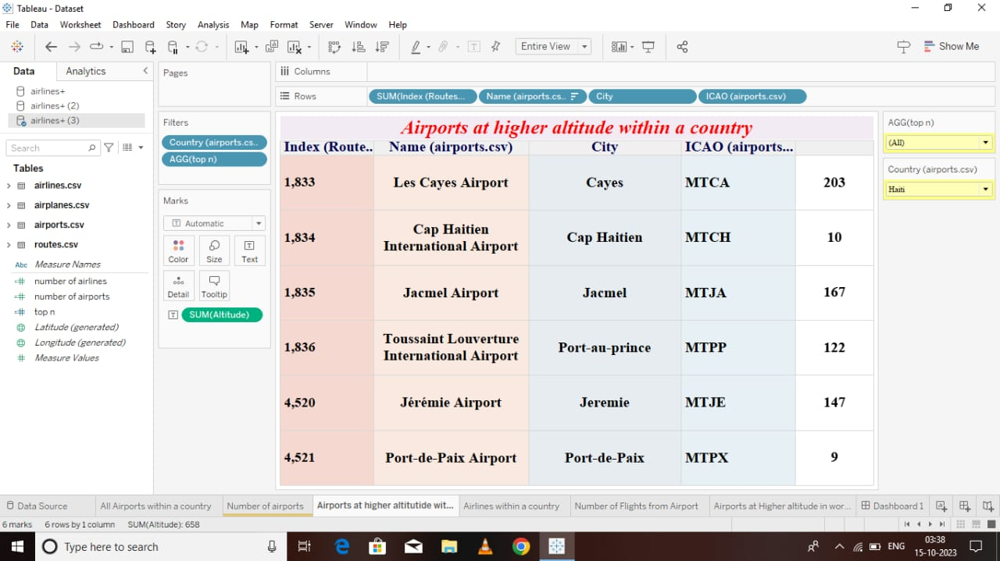 Tableau - Dataset
File Data Worksheet Dashboard Story Analysis Map Format Server Window Help
Entire View
Show Me
Data Analytics
airlines+
airlines+ (2)
airlines+ (3)
Search
Tables
airlines.csv
airplanes.csv
airports.csv
routes.csv
Abc Measure Names
number of airlines
number of airports
top n
Latitude (generated)
Longitude (generated)
Measure Values
Pages
Filters
Country (airports.cs..
AGG(top n)
Marks
Automatic
Color Size Text
Detail Tooltip
SUM(Altitude)
Columns
Rows SUM(Index (Routes... Name (airports.cs.. City ICAO (airports.csv)
Airports at higher altitude within a country
Index (Route.. Name (airports.csv) City ICAO (airports...
1,833 Les Cayes Airport Cayes MTCA 203
1,834 Cap Haitien International Airport Cap Haitien MTCH 10
1,835 Jacmel Airport Jacmel MTJA 167
1,836 Toussaint Louverture International Airport Port-au-prince MTPP 122
4,520 Jérémie Airport Jeremie MTJE 147
4,521 Port-de-Paix Airport Port-de-Paix MTPX 9
AGG(top n)
(All)
Country (airports.csv)
Haiti
Data Source All Airports within a country Number of airports Airports at higher altitutide wit... Airlines within a country Number of Flights from Airport Airports at Higher altitude in wor... Dashboard 1
6 marks 6 rows by 1 column SUM(Altitude): 658
Type here to search
ENG
03:38
15-10-2023